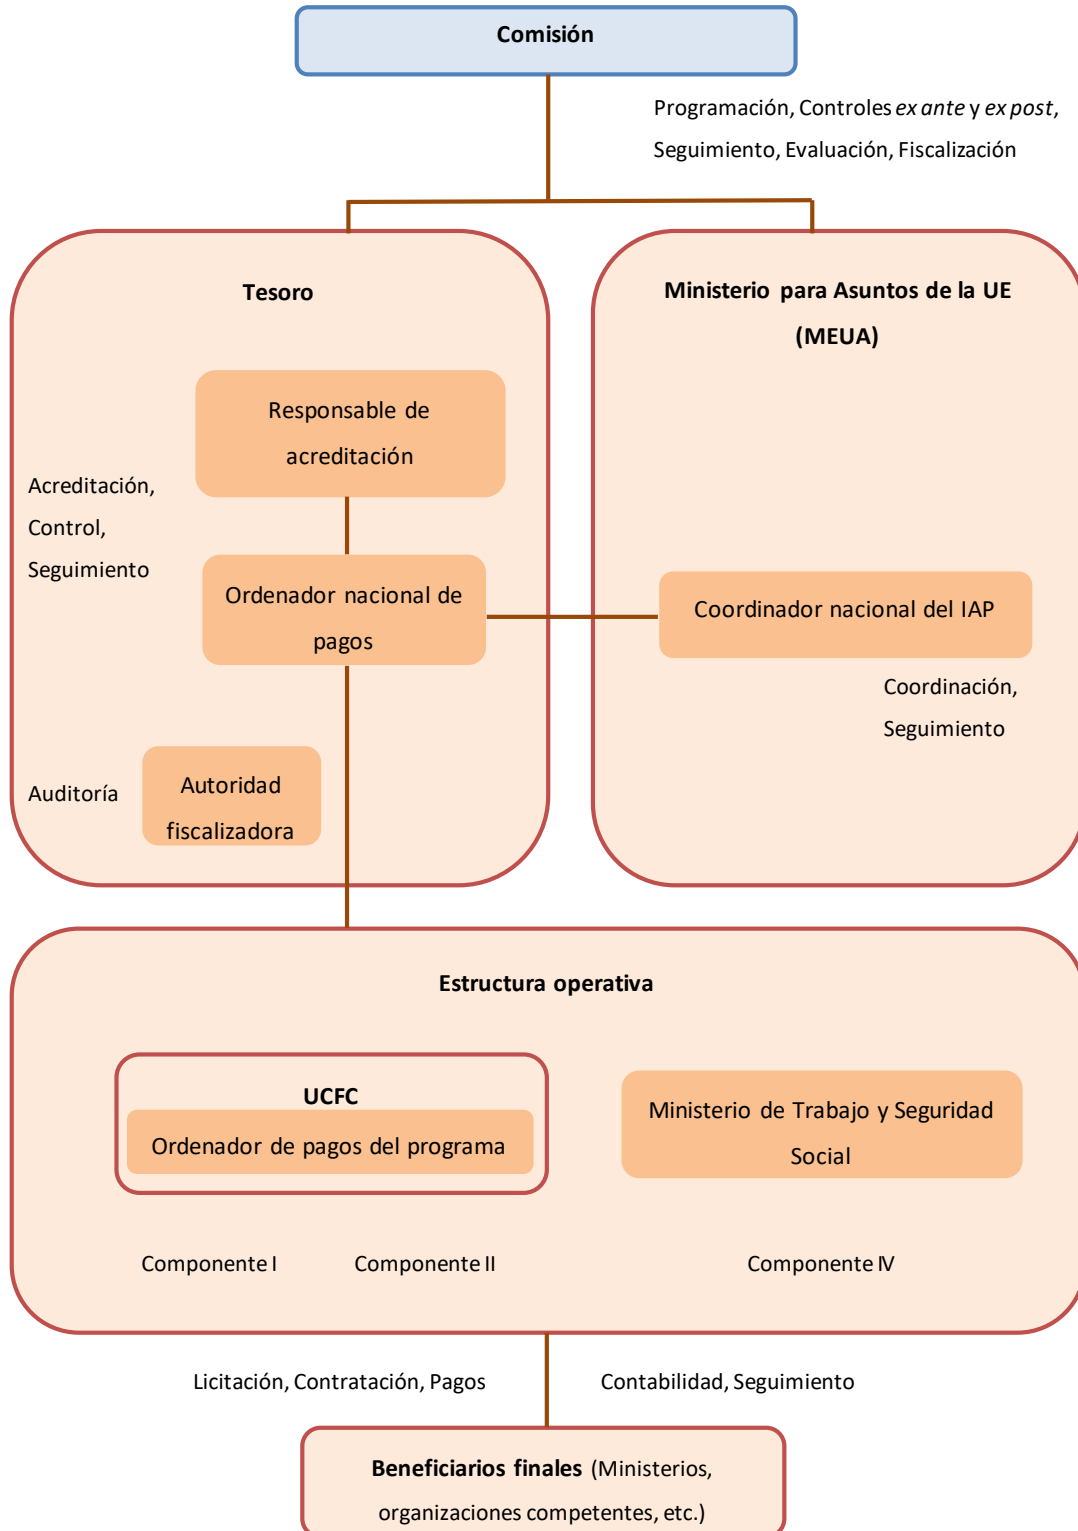 Comisión
Programación, Controles ex ante y ex post,
Seguimiento, Evaluación, Fiscalización
Tesoro
Responsable de
acreditación
Acreditación,
Control,
Seguimiento
Ordenador nacional de
pagos
Auditoría
Autoridad
fiscalizadora
Ministerio para Asuntos de la UE
(MEUA)
Coordinador nacional del IAP
Coordinación,
Seguimiento
Estructura operativa
UCFC
Ordenador de pagos del programa
Ministerio de Trabajo y Seguridad
Social
Componente I
Componente II
Componente IV
Licitación, Contratación, Pagos
Contabilidad, Seguimiento
Beneficiarios finales (Ministerios,
organizaciones competentes, etc.)